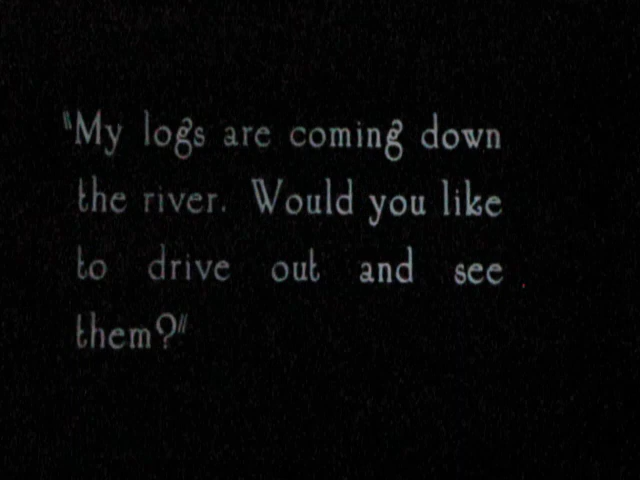 "My logs are coming down
the river. Would you like
to drive out and see
them?"